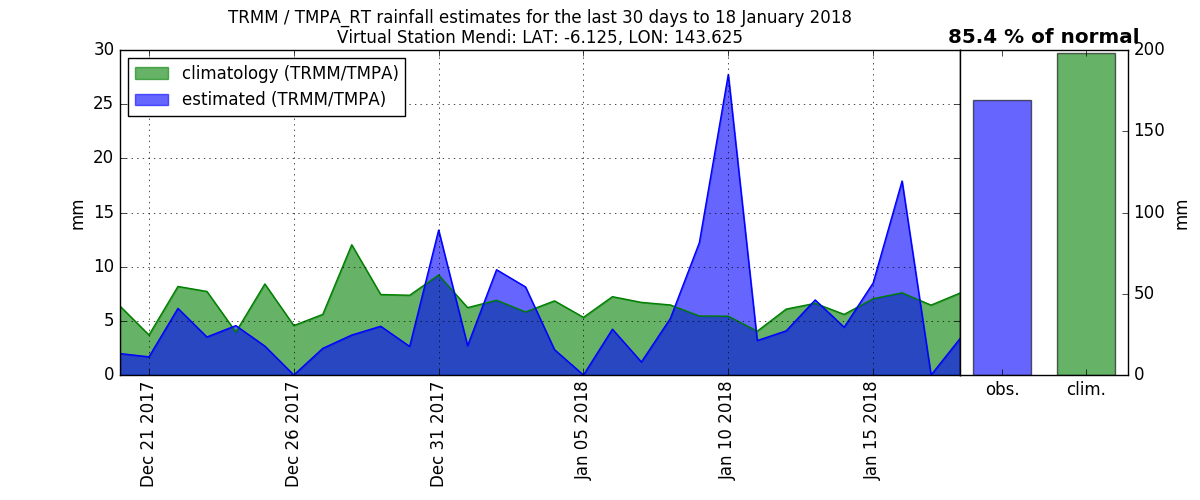 TRMM / TMPA_RT rainfall estimates for the last 30 days to 18 January 2018
Virtual Station Mendi: LAT: -6.125, LON: 143.625
85.4 % of normal
climatology (TRMM/TMPA)
estimated (TRMM/TMPA)
30
25
20
15
10
5
0
mm
Dec 21 2017
Dec 26 2017
Dec 31 2017
Jan 05 2018
Jan 10 2018
Jan 15 2018
obs.
clim.
200
150
100
50
0
mm